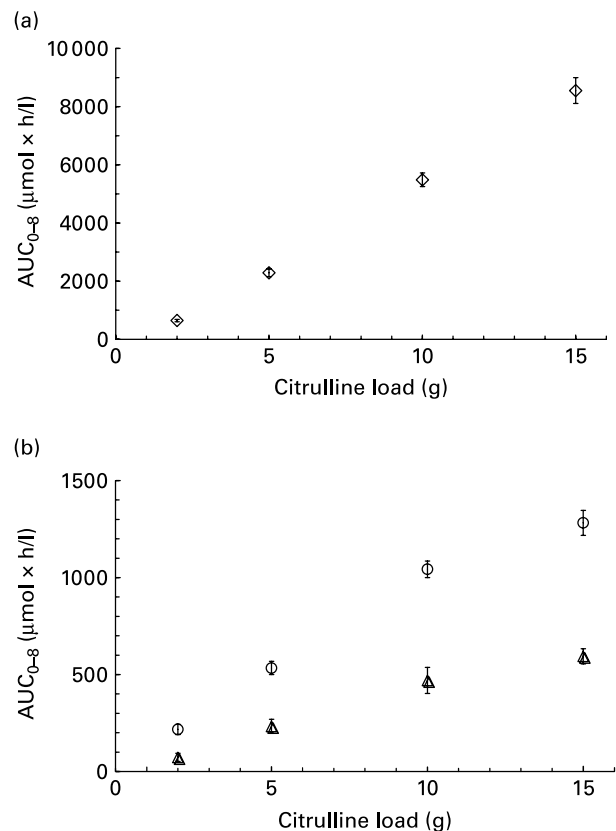 (a)
10 000
8000
6000
4000
2000
0
0 5 10 15
AUC0–8 (μmol × h/l)
Citrulline load (g)
(b)
1500
1000
500
0
0 5 10 15
AUC0–8 (μmol × h/l)
Citrulline load (g)